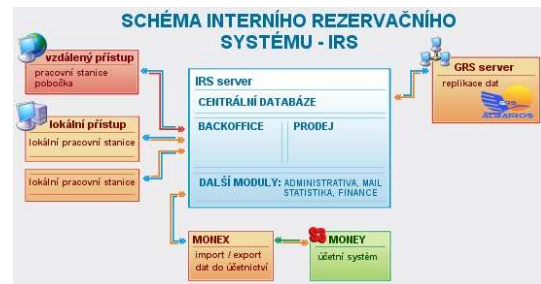 SCHÉMA INTERNÍHO REZERVAČNÍHO
SYSTÉMU - IRS
vzdálený přístup
pracovní stanice
pobočka
lokální přístup
lokální pracovní stanice
lokální pracovní stanice
IRS server
CENTRÁLNÍ DATABÁZE
BACKOFFICE
PRODEJ
DALŠÍ MODULY: ADMINISTRATIVA, MAIL
STATISTIKA, FINANCE
GRS server
replikace dat
ALBATROS
MONEX
import / export
dat do účetnictví
MONEY
účetní systém